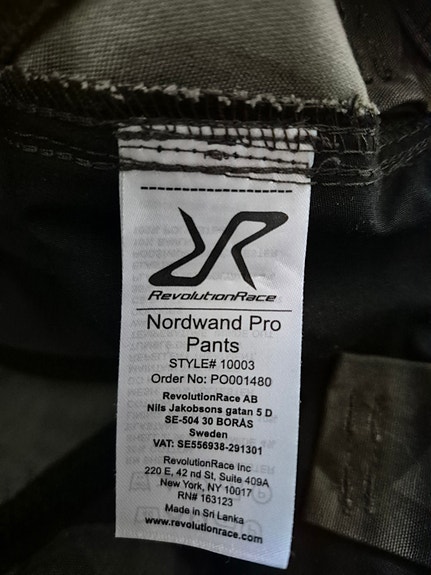 RevolutionRace
Nordwand Pro
Pants
STYLE# 10003
Order No: PO001480
RevolutionRace AB
Nils Jakobsons gatan 5 D
SE-504 30 BORÅS
Sweden
VAT: SE556938-291301
RevolutionRace Inc
220 E, 42 nd St, Suite 409A
New York, NY 10017
RN# 163123
Made in Sri Lanka
www.revolutionrace.com